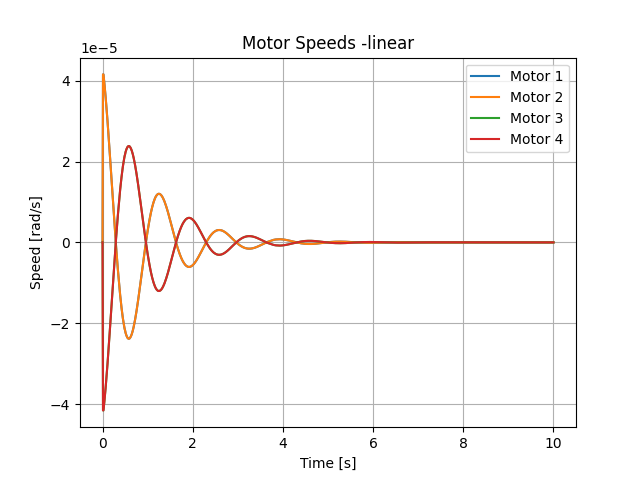 Motor Speeds -linear
1e−5
Motor 1
Motor 2
Motor 3
Motor 4
4
2
0
−2
−4
Speed [rad/s]
0 2 4 6 8 10
Time [s]